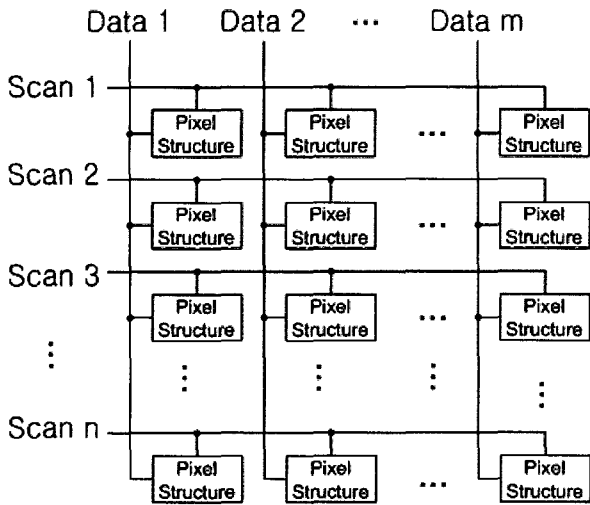 Data 1 Data 2 ... Data m
Scan 1
Pixel Structure Pixel Structure ... Pixel Structure
Scan 2
Pixel Structure Pixel Structure ... Pixel Structure
Scan 3
Pixel Structure Pixel Structure ... Pixel Structure
Scan n
Pixel Structure Pixel Structure ... Pixel Structure